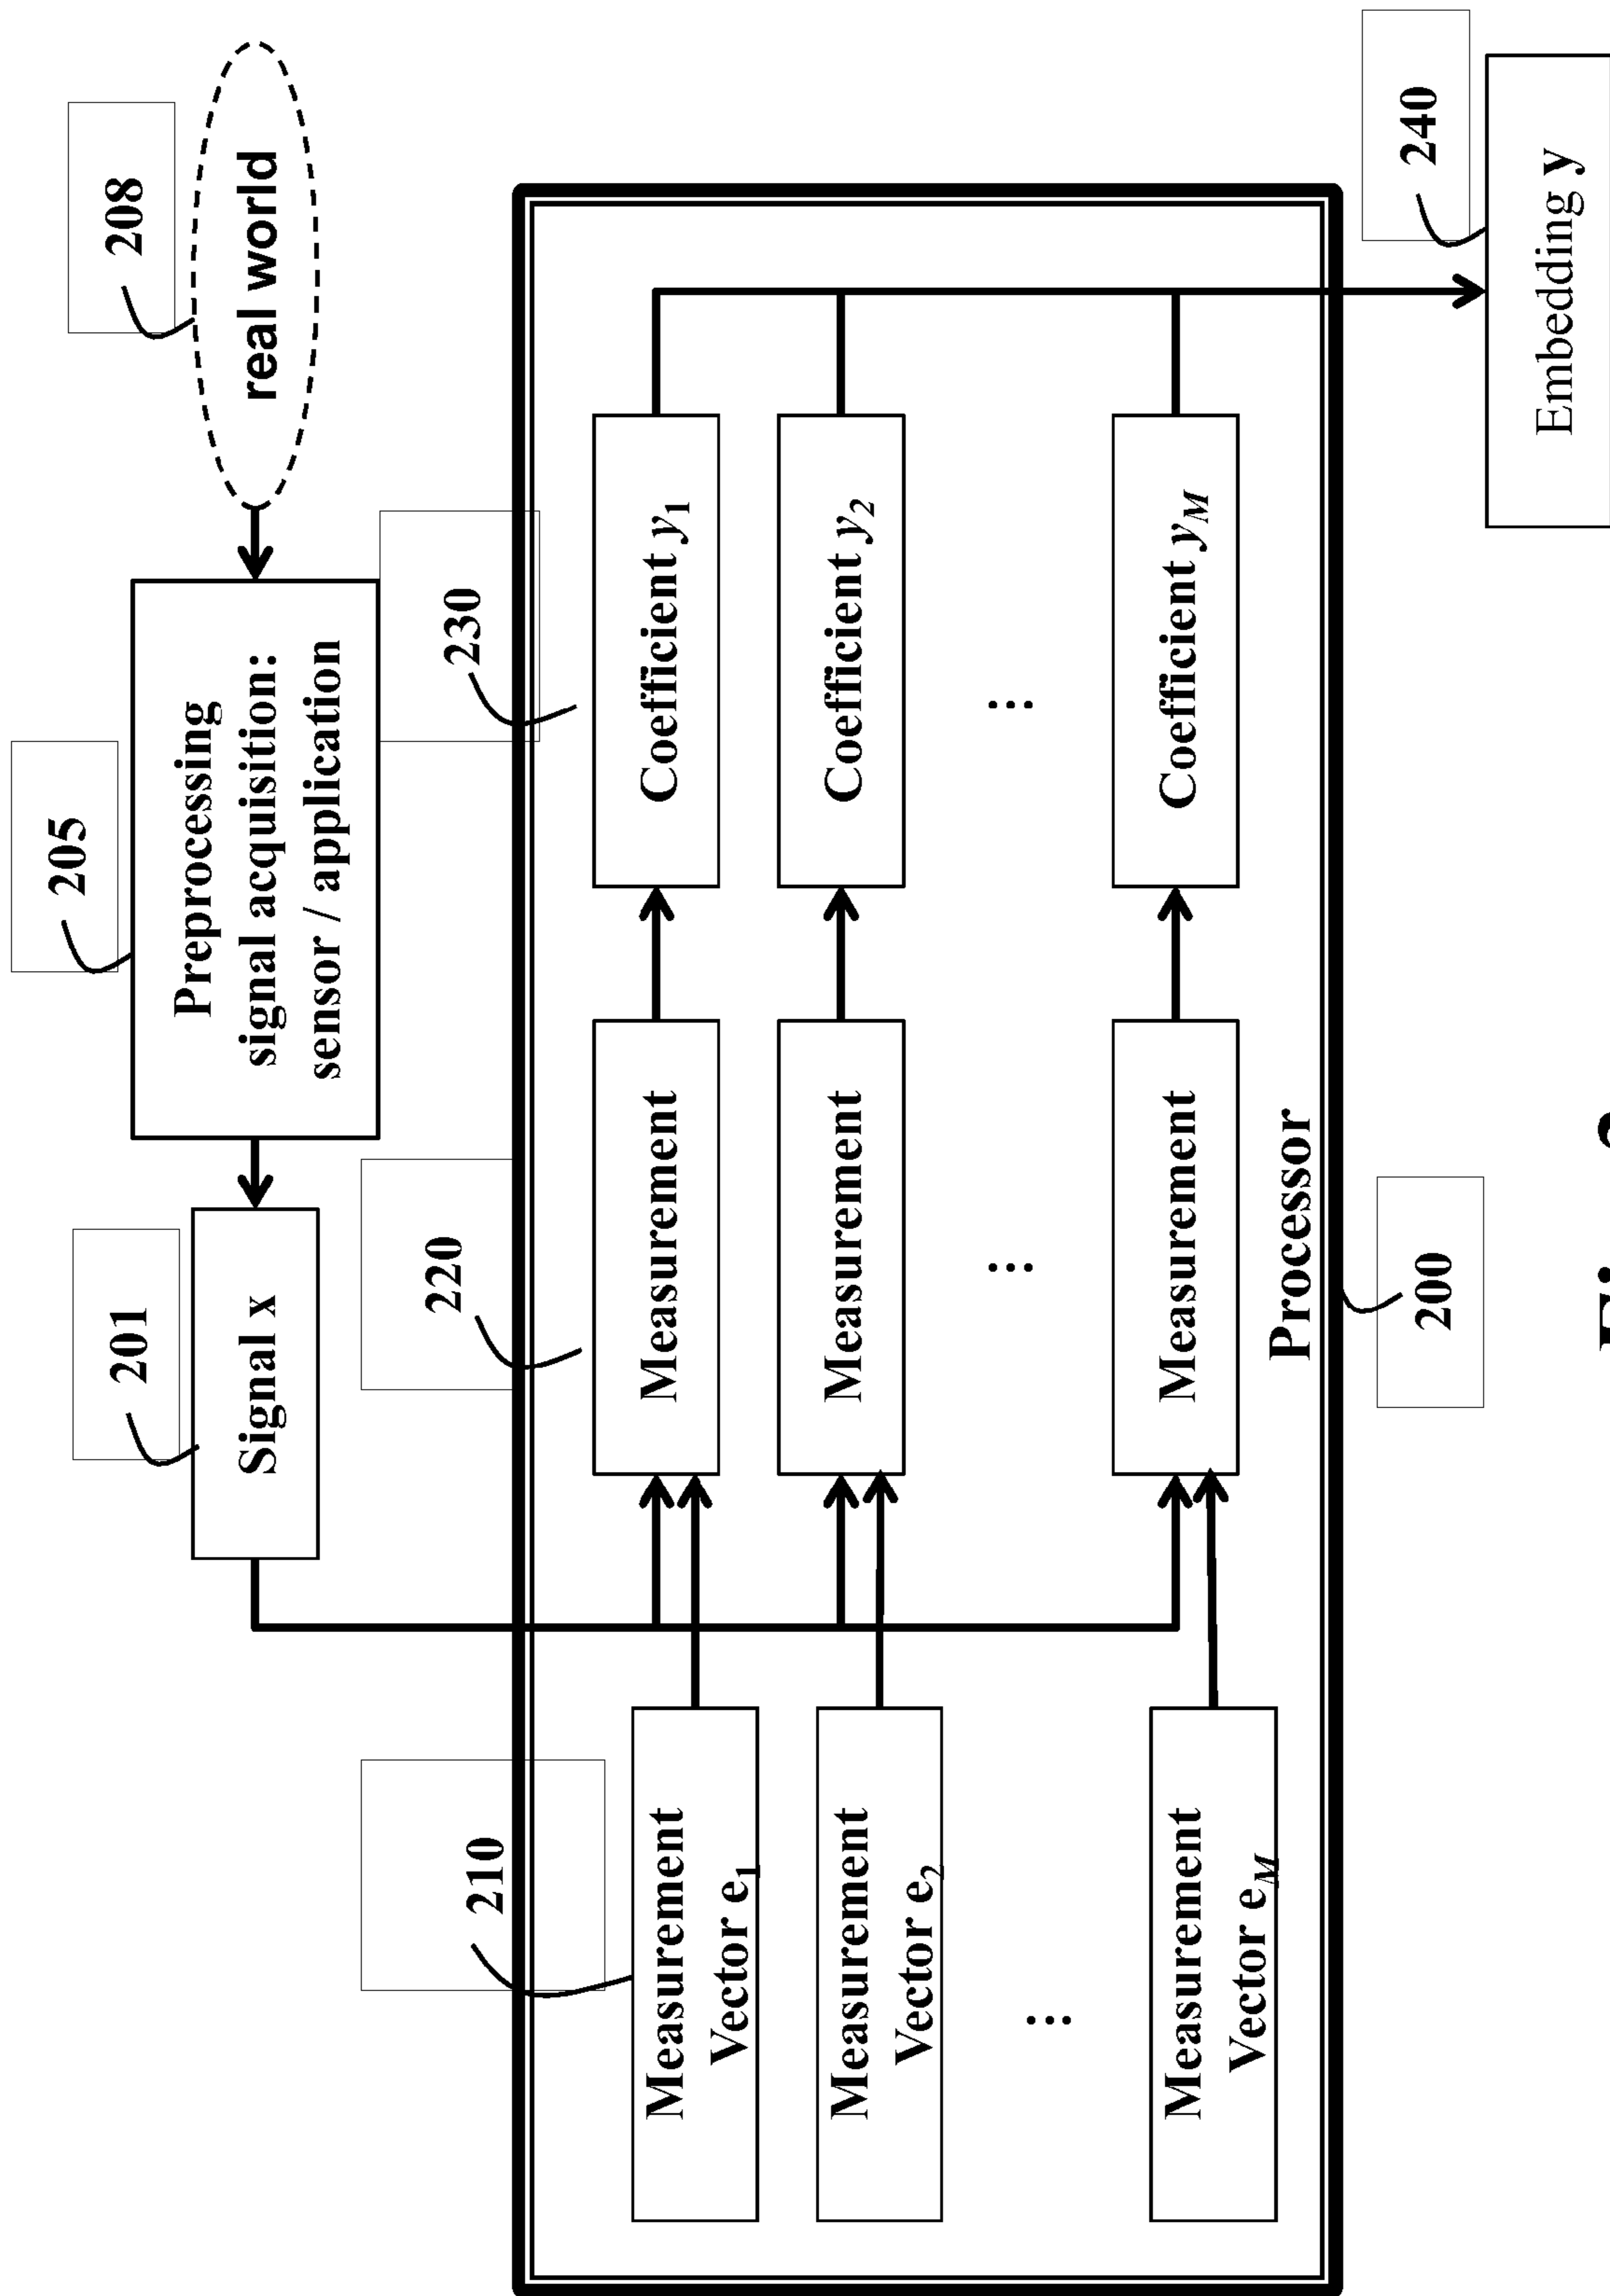 201
205
208
Signal x
Preprocessing
signal acquisition:
sensor / application
real world
210
220
230
Measurement
Vector e1
Measurement
Coefficient y1
Measurement
Vector e2
Measurement
Coefficient y2
...
...
...
Measurement
Vector eM
Measurement
Coefficient yM
Processor
200
240
Embedding y